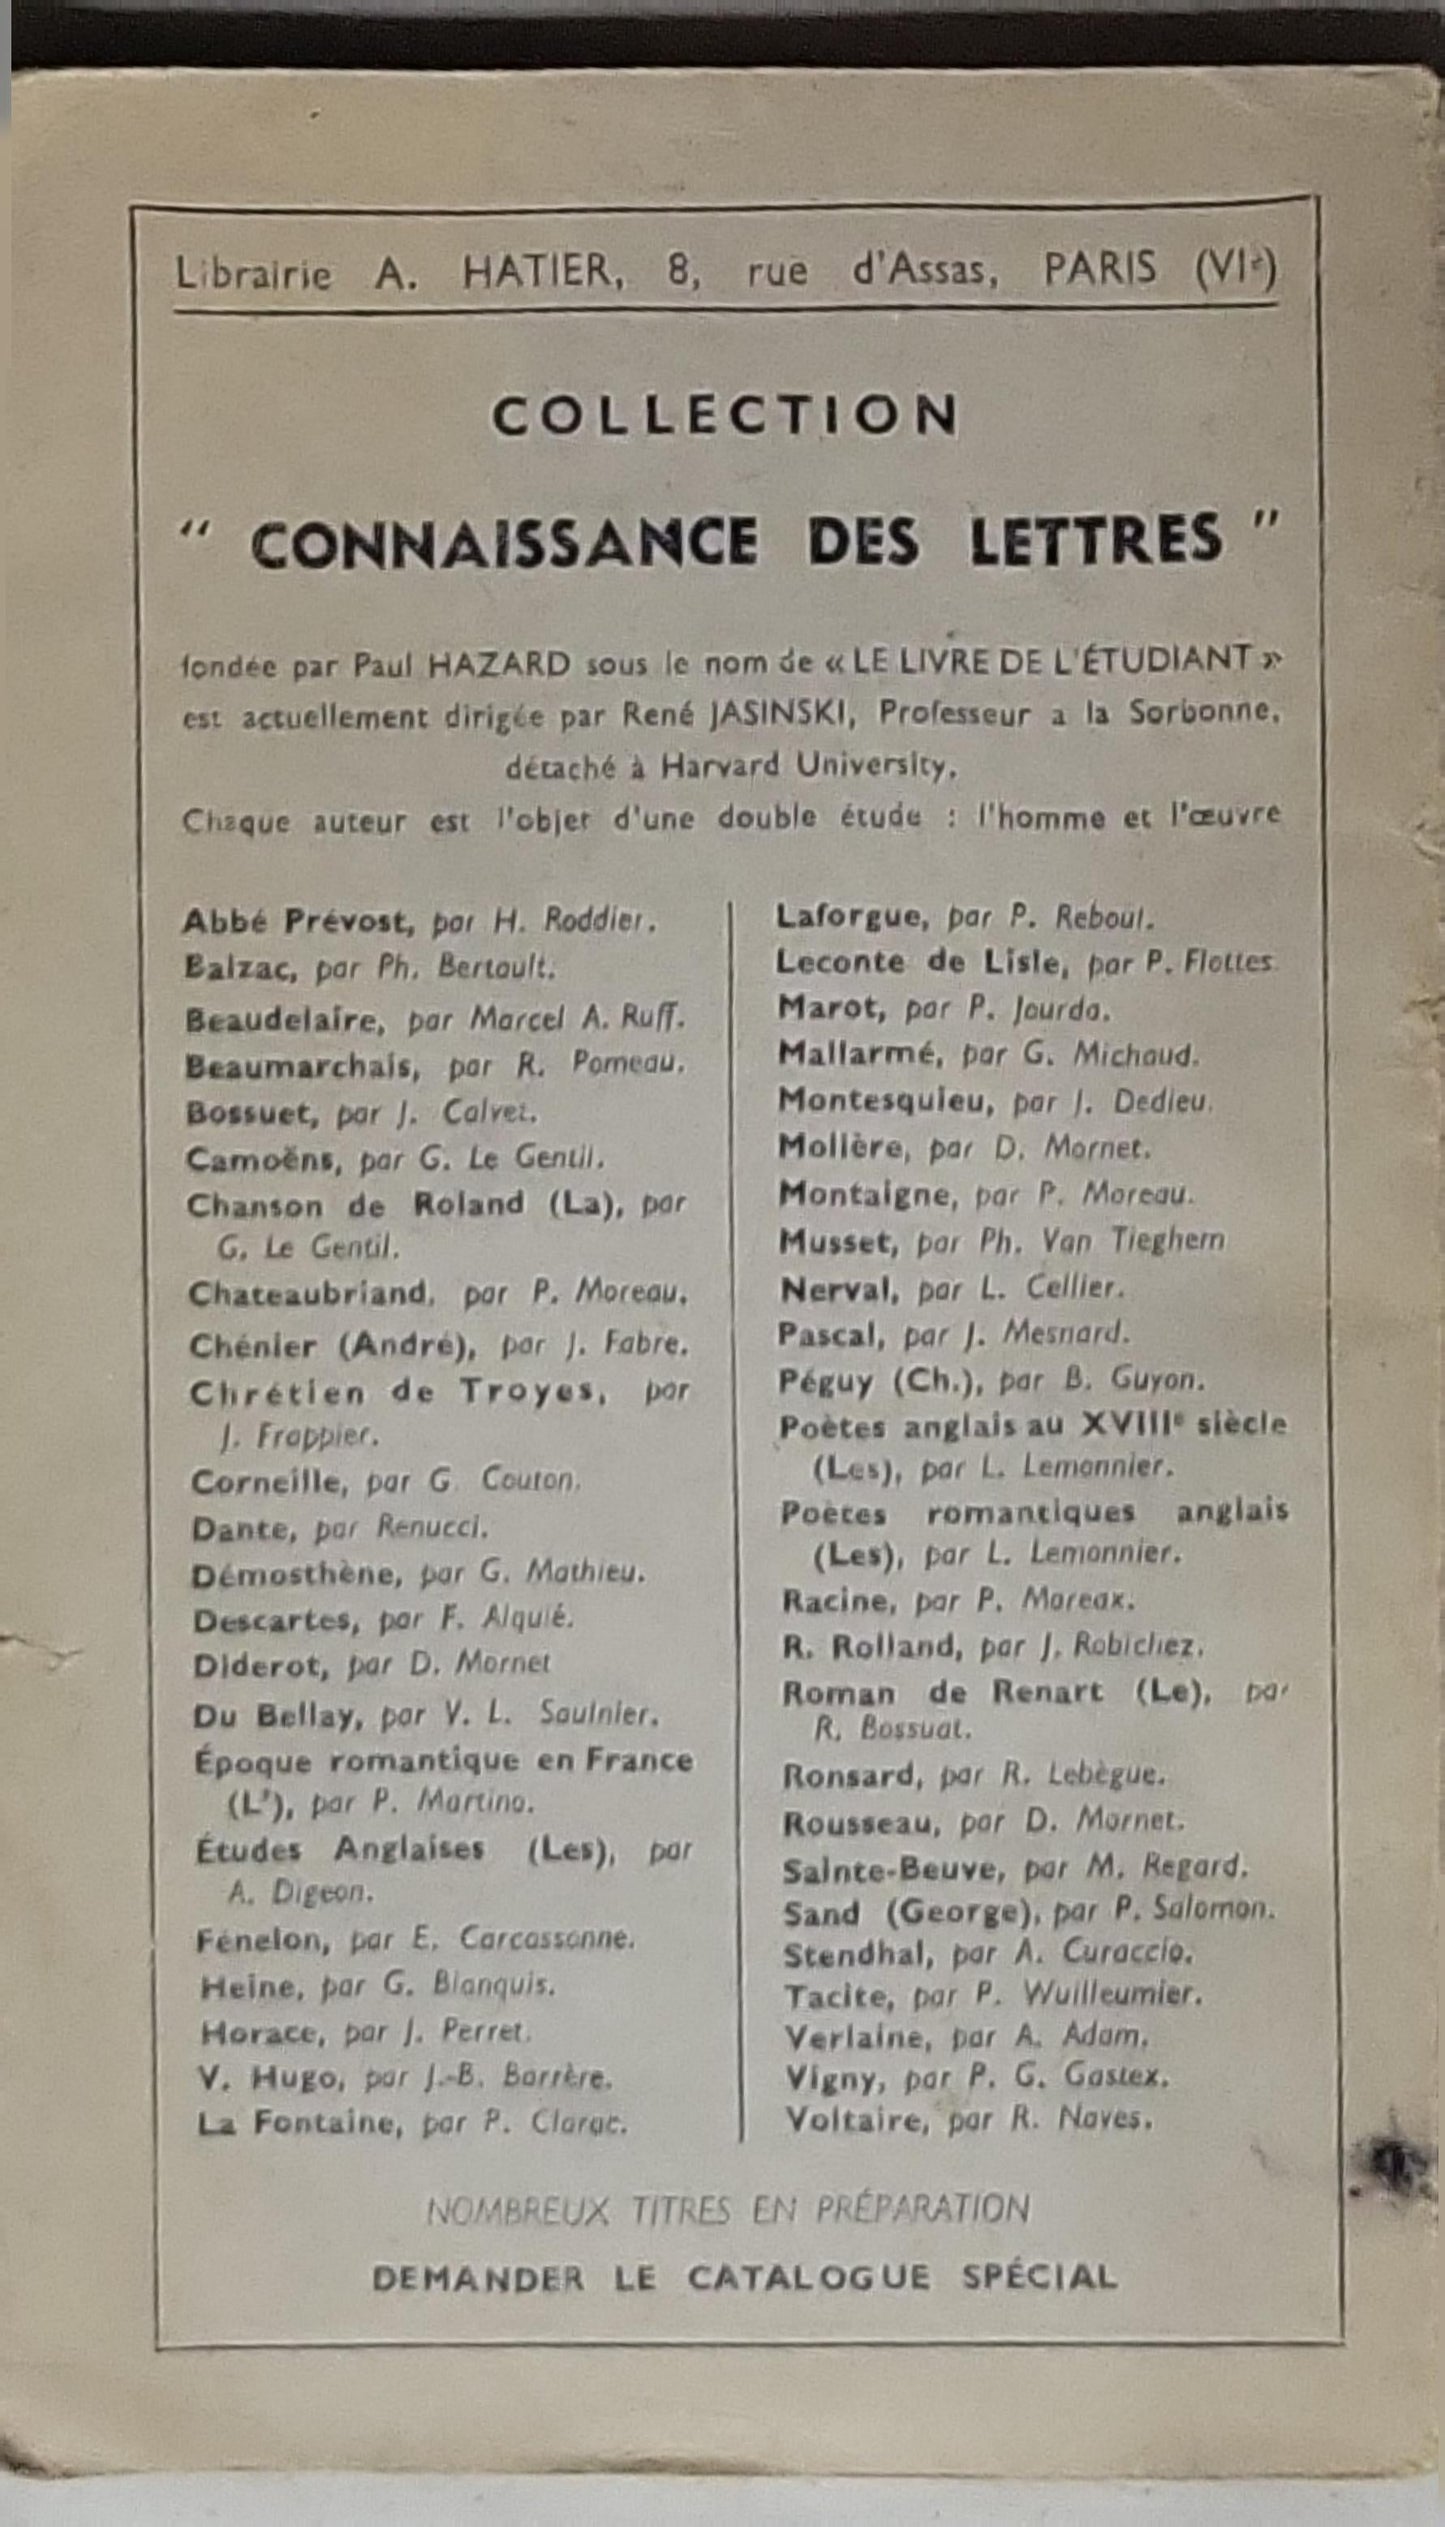 Librairie A. HATIER, 8, rue d'Assas, PARIS (VIe)
COLLECTION
" CONNAISSANCE DES LETTRES "
fondée par Paul HAZARD sous le nom de « LE LIVRE DE L'ÉTUDIANT »
est actuellement dirigée par René JASINSKI, Professeur a la Sorbonne,
détaché à Harvard University.
Chaque auteur est l'objet d'une double étude : l'homme et l'œuvre
Abbé Prévost, par H. Roddier.
Balzac, par Ph. Bertault.
Beaudelaire, par Marcel A. Ruff.
Beaumarchais, par R. Pomeau.
Bossuet, par J. Calvet.
Camoëns, par G. Le Gentil.
Chanson de Roland (La), par
G. Le Gentil.
Chateaubriand, par P. Moreau.
Chénier (André), par J. Fabre.
Chrétien de Troyes, par
J. Frappier.
Corneille, par G. Couton.
Dante, par Renucci.
Démosthène, par G. Mathieu.
Descartes, par F. Alquié.
Diderot, par D. Mornet
Du Bellay, par V. L. Saulnier.
Époque romantique en France
(L'), par P. Martino.
Études Anglaises (Les), par
A. Digeon.
Fénelon, par E. Carcassonne.
Heine, par G. Bianquis.
Horace, par J. Perret.
V. Hugo, par J.-B. Barrère.
La Fontaine, par P. Clarac.
Laforgue, par P. Reboul.
Leconte de Lisle, par P. Flottes
Marot, par P. Jourda.
Mallarmé, par G. Michaud.
Montesquieu, par J. Dedieu.
Molière, par D. Mornet.
Montaigne, par P. Moreau.
Musset, par Ph. Van Tieghem
Nerval, par L. Cellier.
Pascal, par J. Mesnard.
Péguy (Ch.), par B. Guyon.
Poètes anglais au XVIIIe siècle
(Les), par L. Lemonnier.
Poètes romantiques anglais
(Les), par L. Lemonnier.
Racine, par P. Moreax.
R. Rolland, par J. Robichez.
Roman de Renart (Le), par
R. Bossuat.
Ronsard, par R. Lebègue.
Rousseau, par D. Mornet.
Sainte-Beuve, par M. Regard.
Sand (George), par P. Salomon.
Stendhal, par A. Curaccio.
Tacite, par P. Wuilleumier.
Verlaine, par A. Adam.
Vigny, par P. G. Gastex.
Voltaire, par R. Naves.
NOMBREUX TITRES EN PRÉPARATION
DEMANDER LE CATALOGUE SPÉCIAL